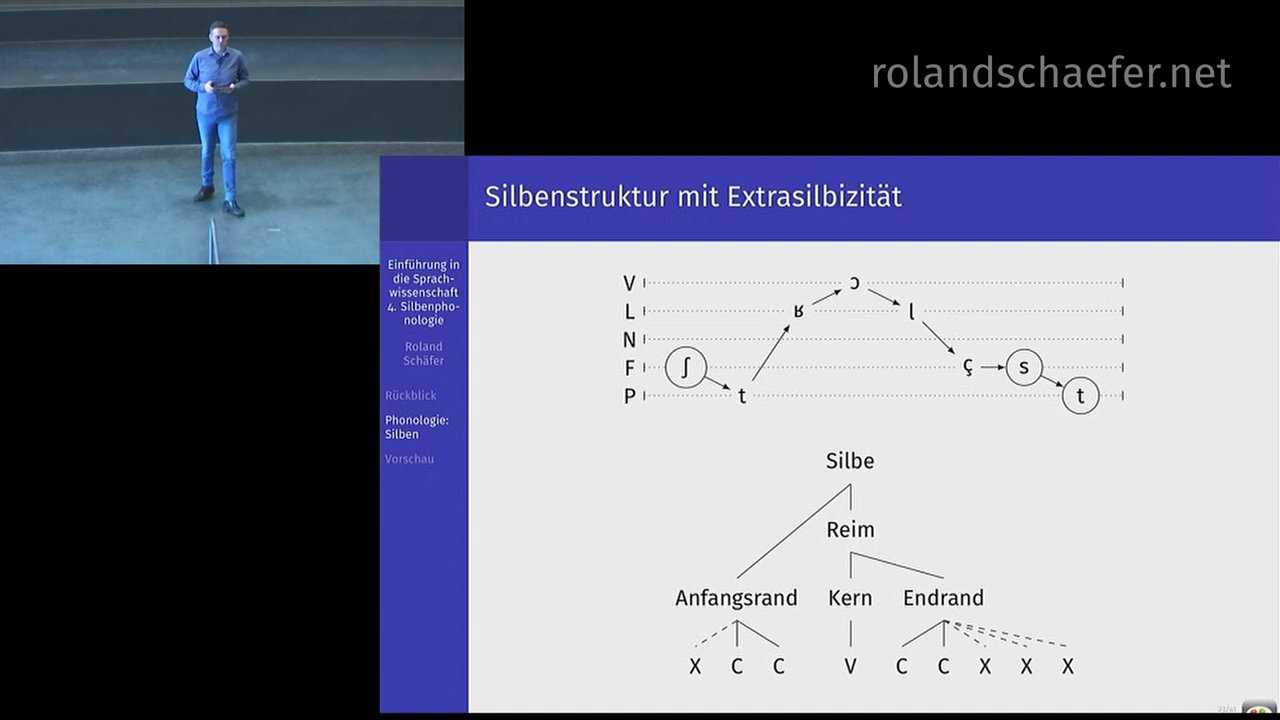 rolandschaefer.net
Silbenstruktur mit Extrasilbizität
Einführung in
die Sprach-
wissenschaft
4. Silbenpho-
nologie
Roland
Schäfer
Rückblick
Phonologie:
Silben
Vorschau
V ɔ
L ʁ l
N
F ʃ ç s
P t t
Silbe
Reim
Anfangsrand Kern Endrand
X C C V C C X X X